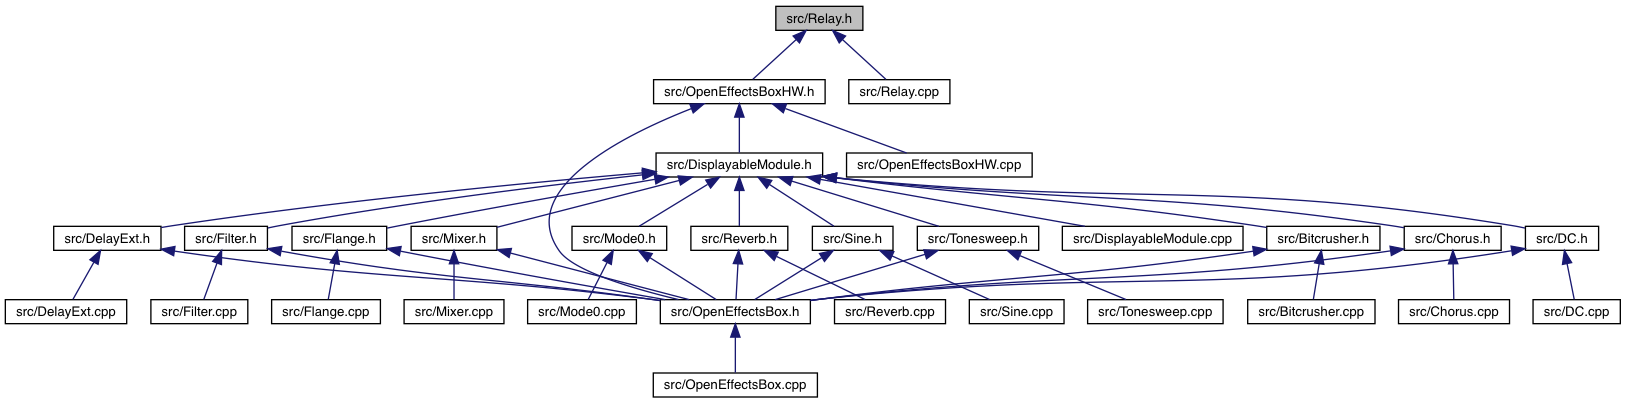 src/Relay.h
src/OpenEffectsBoxHW.h
src/Relay.cpp
src/DisplayableModule.h
src/OpenEffectsBoxHW.cpp
src/DelayExt.h
src/Filter.h
src/Flange.h
src/Mixer.h
src/Mode0.h
src/Reverb.h
src/Sine.h
src/Tonesweep.h
src/DisplayableModule.cpp
src/Bitcrusher.h
src/Chorus.h
src/DC.h
src/DelayExt.cpp
src/Filter.cpp
src/Flange.cpp
src/Mixer.cpp
src/Mode0.cpp
src/OpenEffectsBox.h
src/Reverb.cpp
src/Sine.cpp
src/Tonesweep.cpp
src/Bitcrusher.cpp
src/Chorus.cpp
src/DC.cpp
src/OpenEffectsBox.cpp